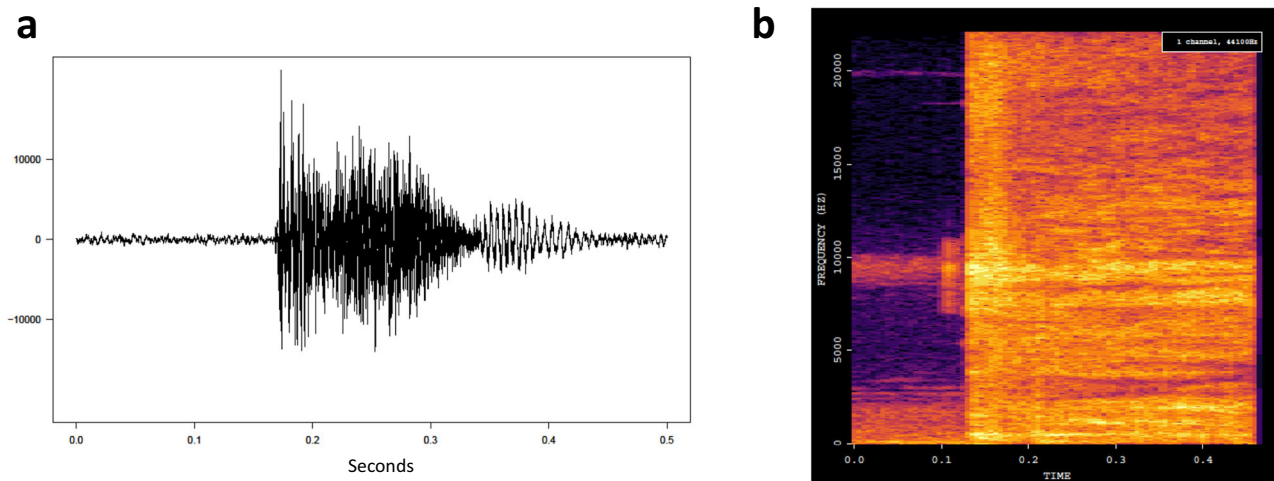 a
10000
0
−10000
0.0 0.1 0.2 0.3 0.4 0.5
Seconds
b
1 channel, 44100Hz
FREQUENCY (HZ)
20000
15000
10000
5000
0
0.0 0.1 0.2 0.3 0.4
TIME